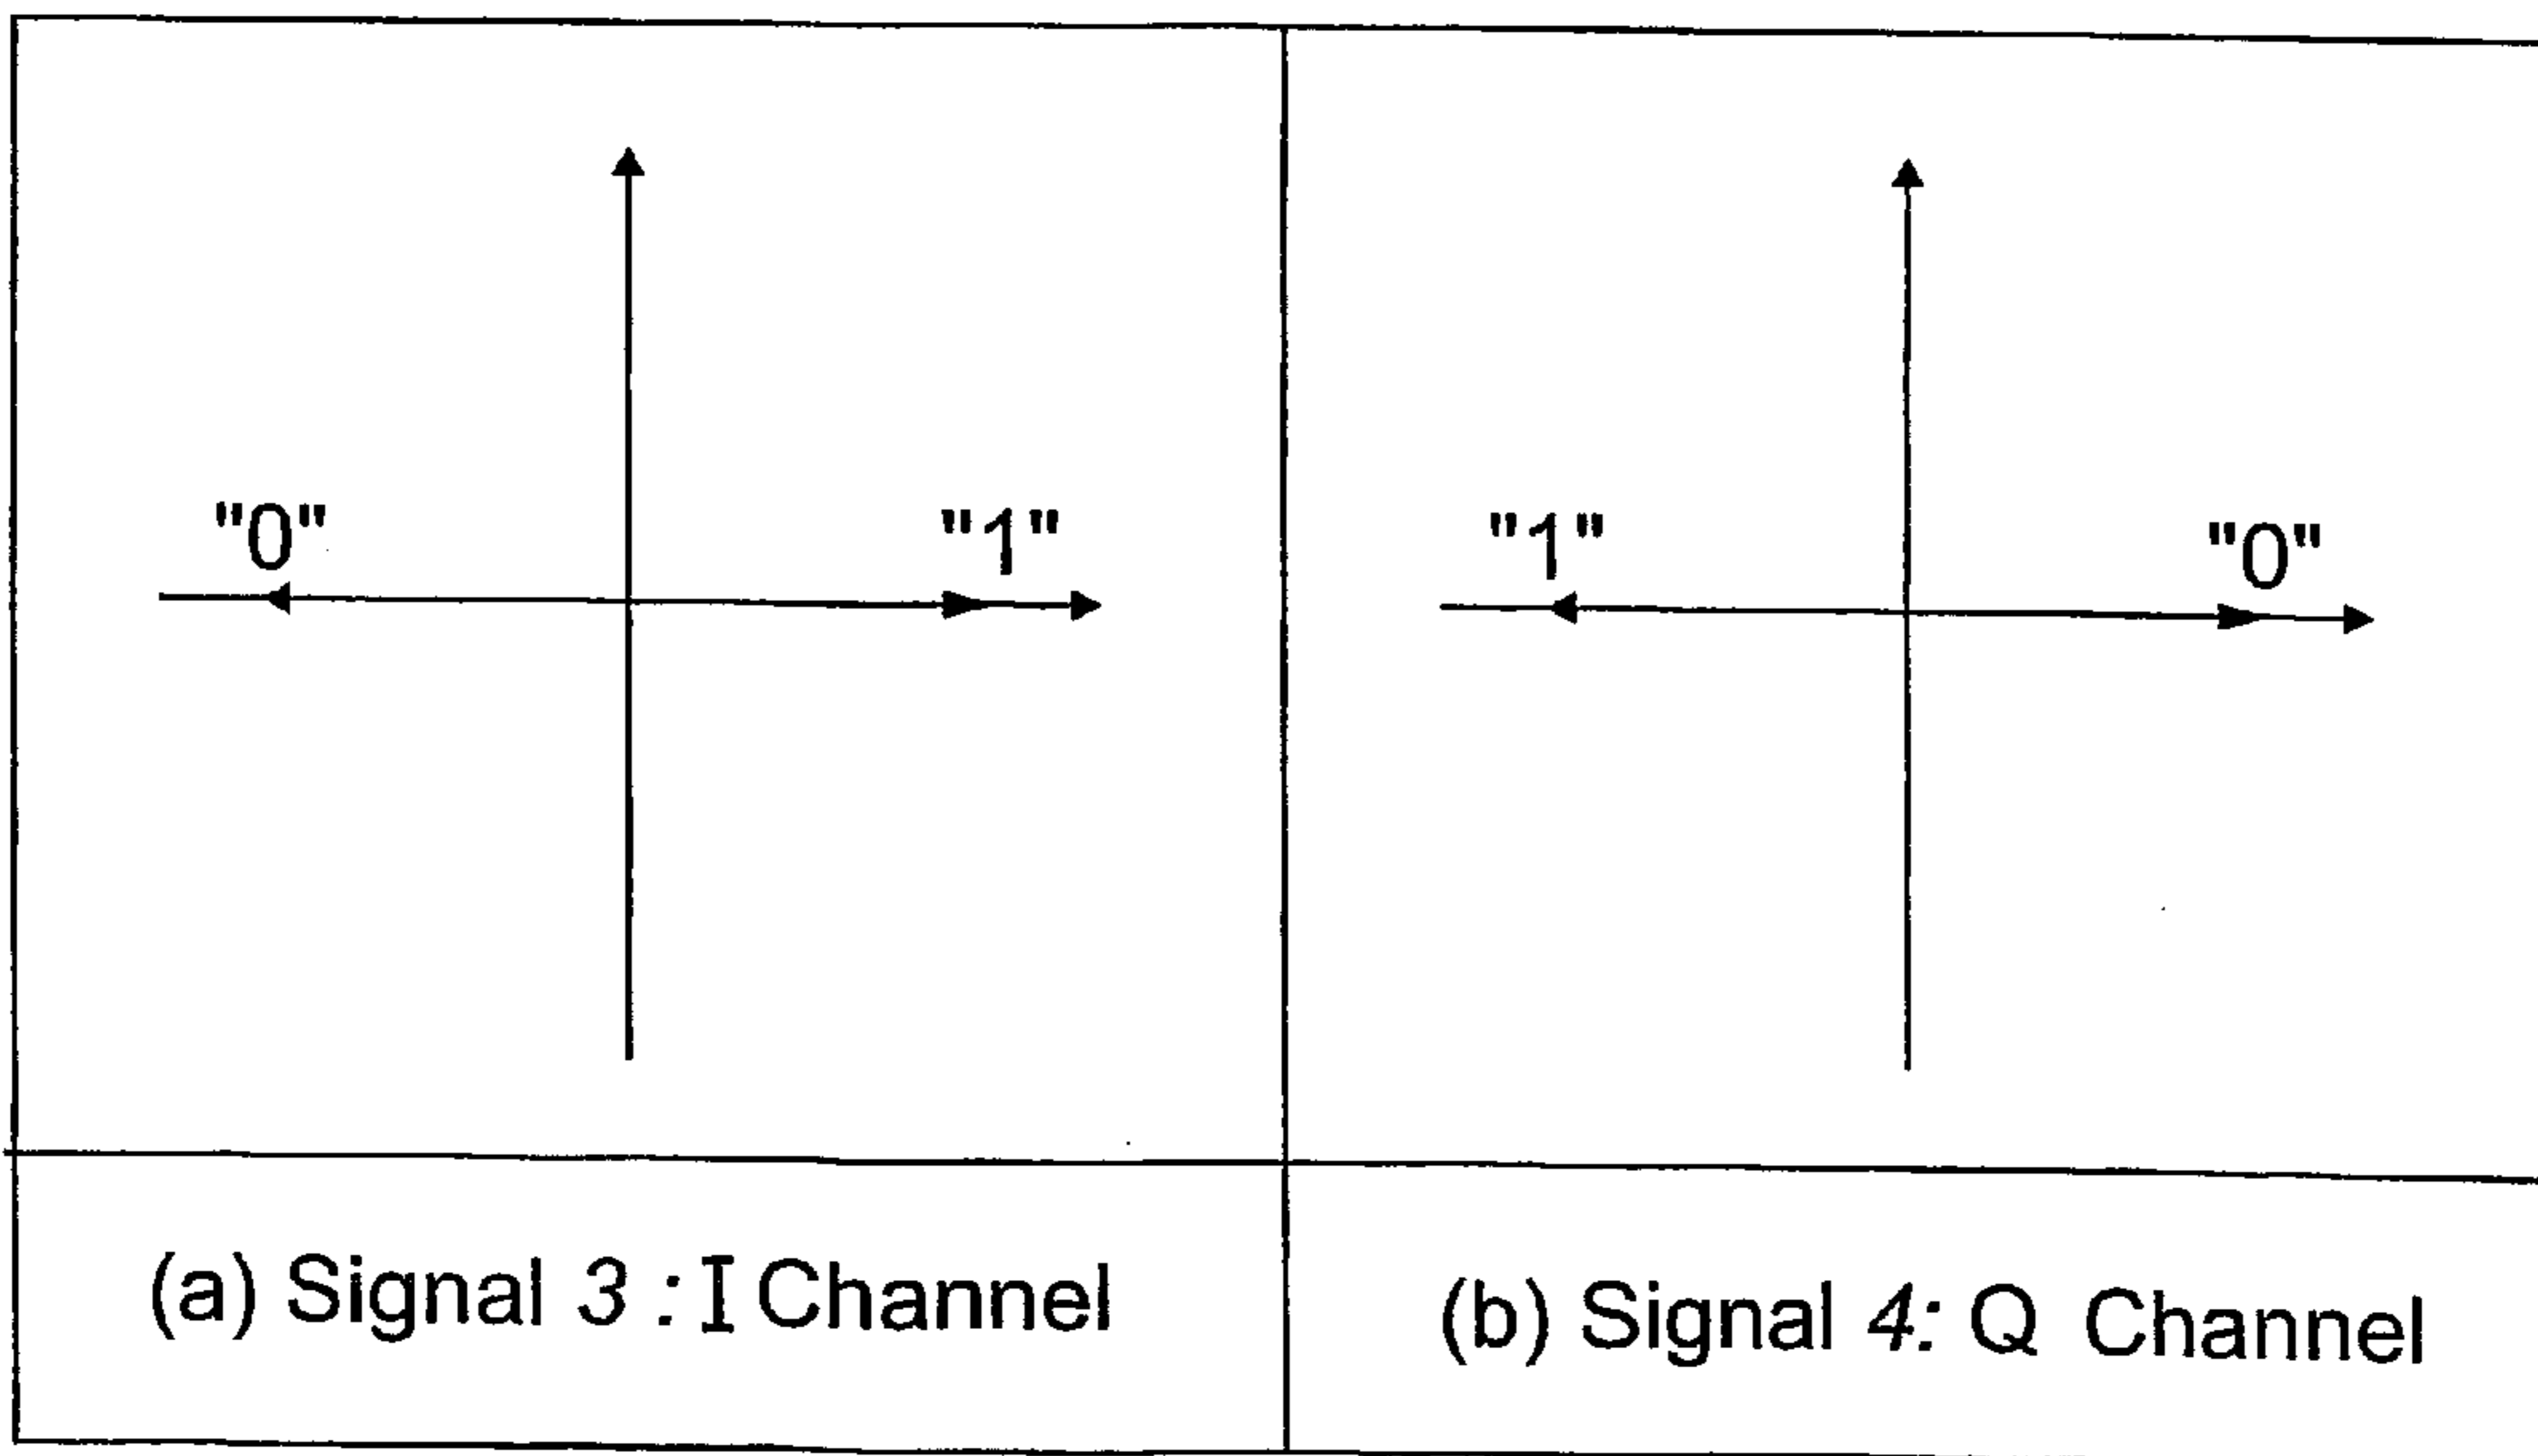 "0"
"1"
"1"
"0"
(a) Signal 3 : I Channel
(b) Signal 4: Q Channel